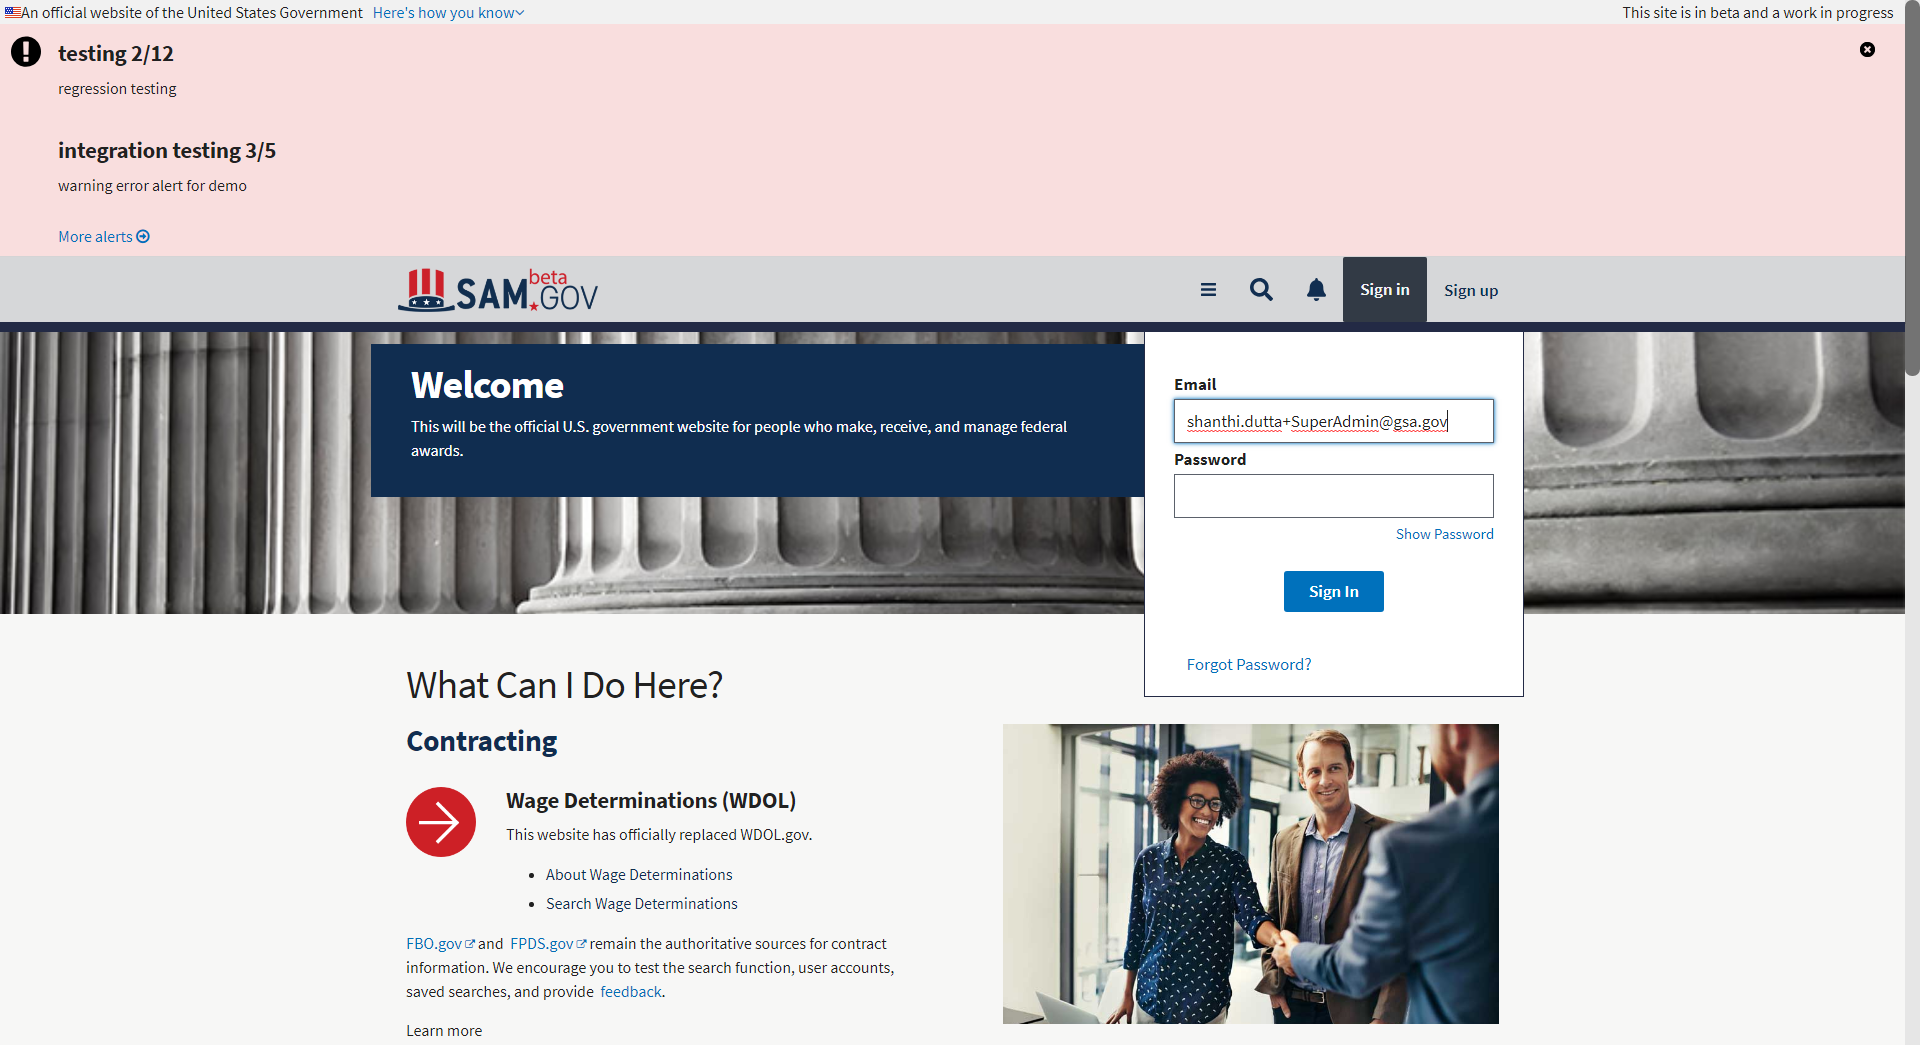 An official website of the United States Government Here's how you know
This site is in beta and a work in progress
testing 2/12
regression testing
integration testing 3/5
warning error alert for demo
More alerts
SAM.GOV beta
Sign in
Sign up
Welcome
This will be the official U.S. government website for people who make, receive, and manage federal
awards.
Email
shanthi.dutta+SuperAdmin@gsa.gov
Password
Show Password
Sign In
Forgot Password?
What Can I Do Here?
Contracting
Wage Determinations (WDOL)
This website has officially replaced WDOL.gov.
• About Wage Determinations
• Search Wage Determinations
FBO.gov and FPDS.gov remain the authoritative sources for contract
information. We encourage you to test the search function, user accounts,
saved searches, and provide feedback.
Learn more